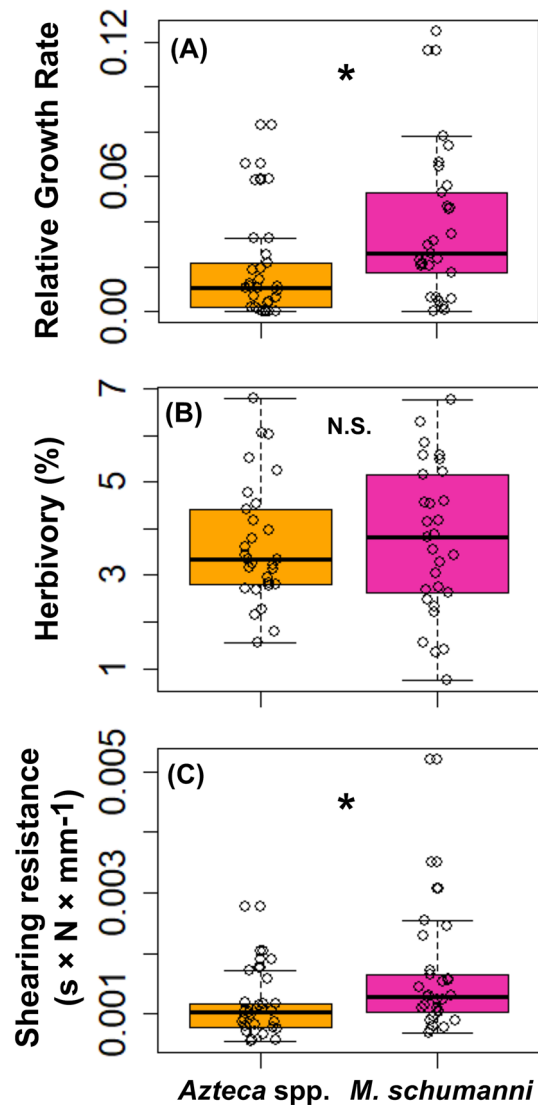 (A)
*
Relative Growth Rate
0.12
0.06
0.00
(B)
N.S.
Herbivory (%)
7
5
3
1
(C)
*
Shearing resistance
(s × N × mm-1)
0.005
0.003
0.001
Azteca spp. M. schumanni